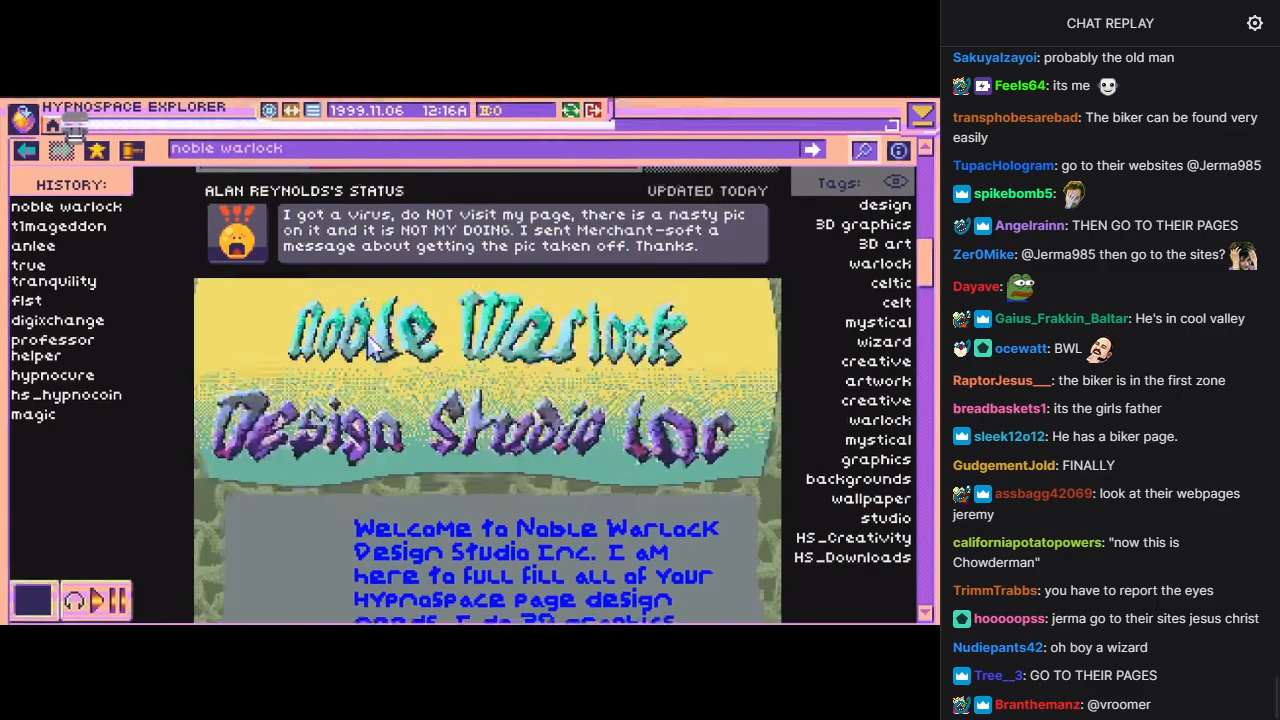 HYPNOSPACE EXPLORER
1999.11.06 12:16A
:0
noble warlock
HISTORY:
noble warlock
t1mageddon
anlee
true
tranquility
f1st
digixchange
professor
helper
hypnocure
hs_hypnocoin
magic
ALAN REYNOLDS'S STATUS
UPDATED TODAY
I got a virus, do NOT visit my page, there is a nasty pic
on it and it is NOT MY DOING. I sent Merchant-soft a
message about getting the pic taken off. Thanks.
Noble Warlock
Design Studio Inc
Welcome to Noble Warlock
Design Studio Inc. I am
here to full fill all of your
Hypnospace page design
needs. I do 3D graphics
Tags:
design
3D graphics
3D art
warlock
celtic
celt
mystical
wizard
creative
artwork
creative
warlock
mystical
graphics
backgrounds
wallpaper
studio
HS_Creativity
HS_Downloads
CHAT REPLAY
SakuyaIzayoi: probably the old man
Feels64: its me
transphobesarebad: The biker can be found very
easily
TupacHologram: go to their websites @Jerma985
spikebomb5:
Angelrainn: THEN GO TO THEIR PAGES
Zer0Mike: @Jerma985 then go to the sites?
Dayave:
Gaius_Frakkin_Baltar: He's in cool valley
ocewatt: BWL
RaptorJesus___: the biker is in the first zone
breadbaskets1: its the girls father
sleek12o12: He has a biker page.
GudgementJold: FINALLY
assbagg42069: look at their webpages
jeremy
californiapotatopowers: "now this is
Chowderman"
TrimmTrabbs: you have to report the eyes
hooooopss: jerma go to their sites jesus christ
Nudiepants42: oh boy a wizard
Tree__3: GO TO THEIR PAGES
Branthemanz: @vroomer